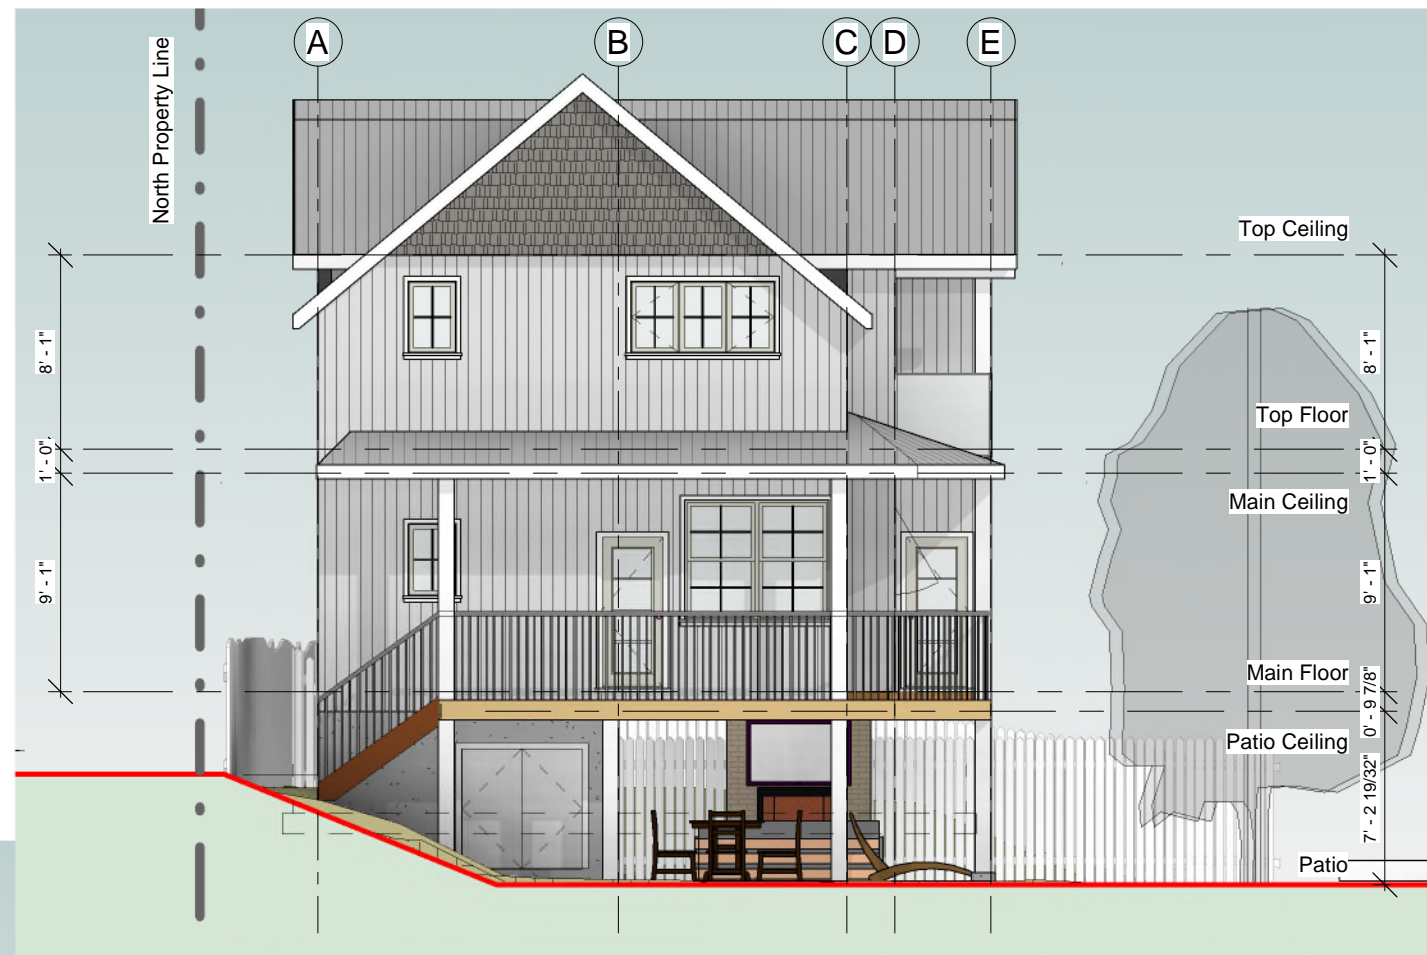 A
B
C
D
E
North Property Line
Top Ceiling
8' - 1"
8' - 1"
Top Floor
1' - 0"
1' - 0"
Main Ceiling
9' - 1"
9' - 1"
Main Floor
0' - 9 7/8"
Patio Ceiling
7' - 2 19/32"
Patio